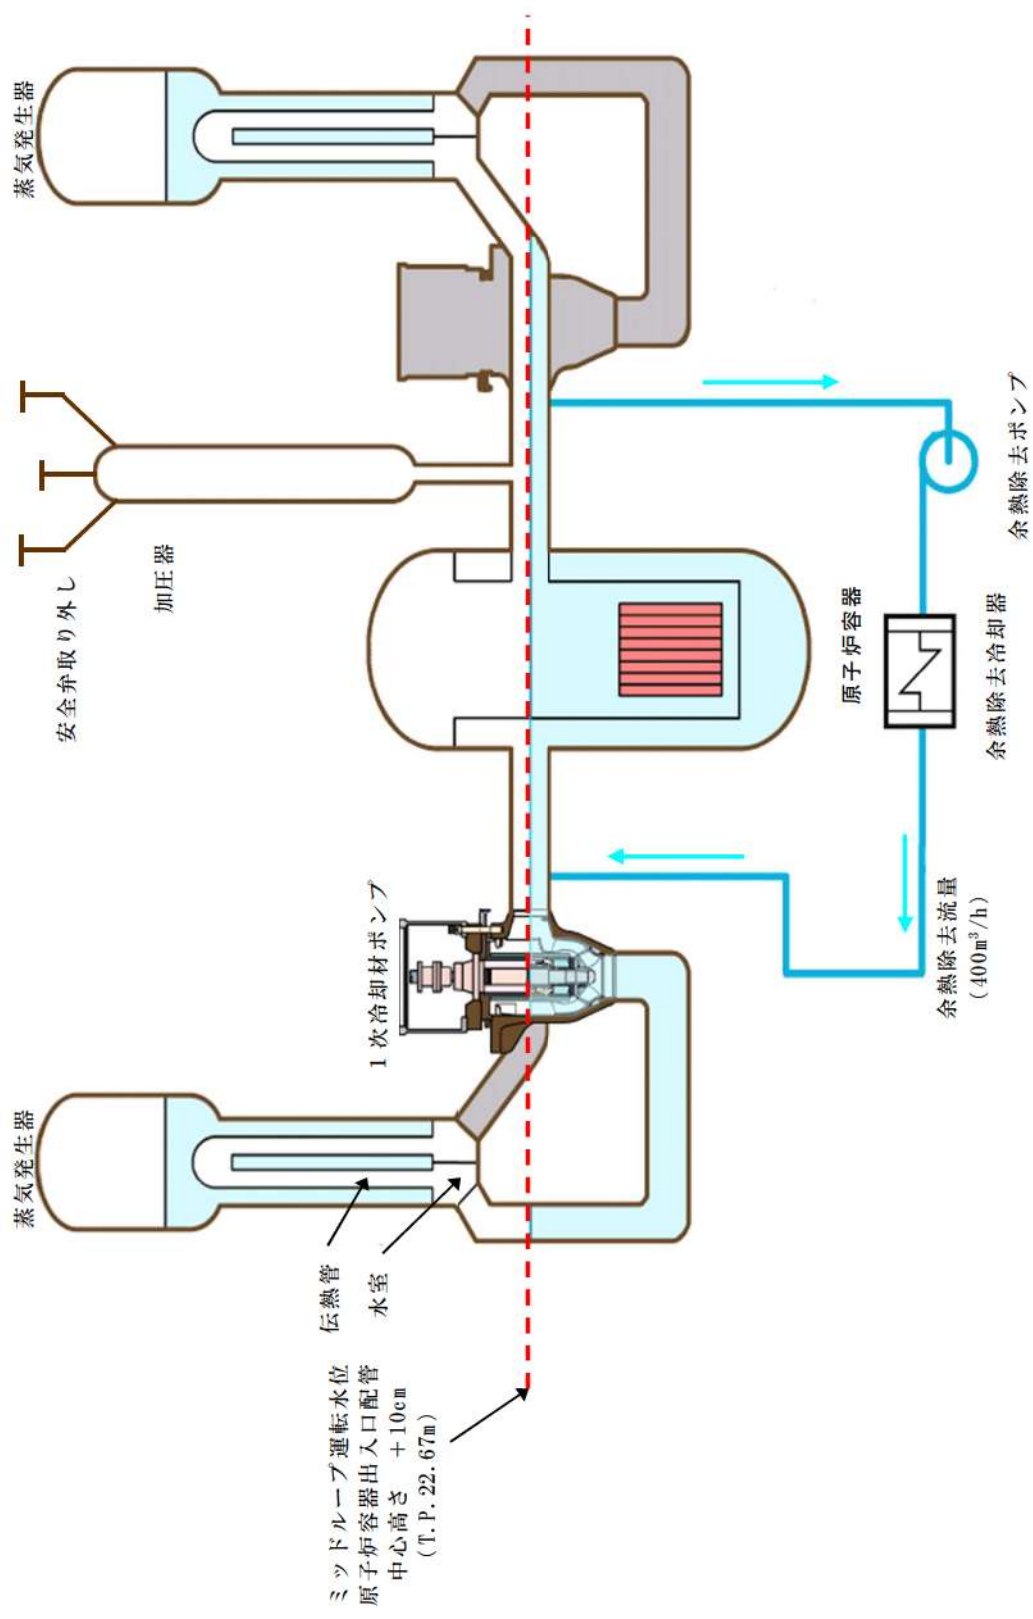 蒸気発生器
安全弁取り外し
加圧器
蒸気発生器
伝熱管
水室
1次冷却材ポンプ
ミッドループ運転水位
原子炉容器出入口配管
中心高さ +10cm
(T.P.22.67m)
原子炉容器
余熱除去流量
(400m³/h)
余熱除去冷却器
余熱除去ポンプ